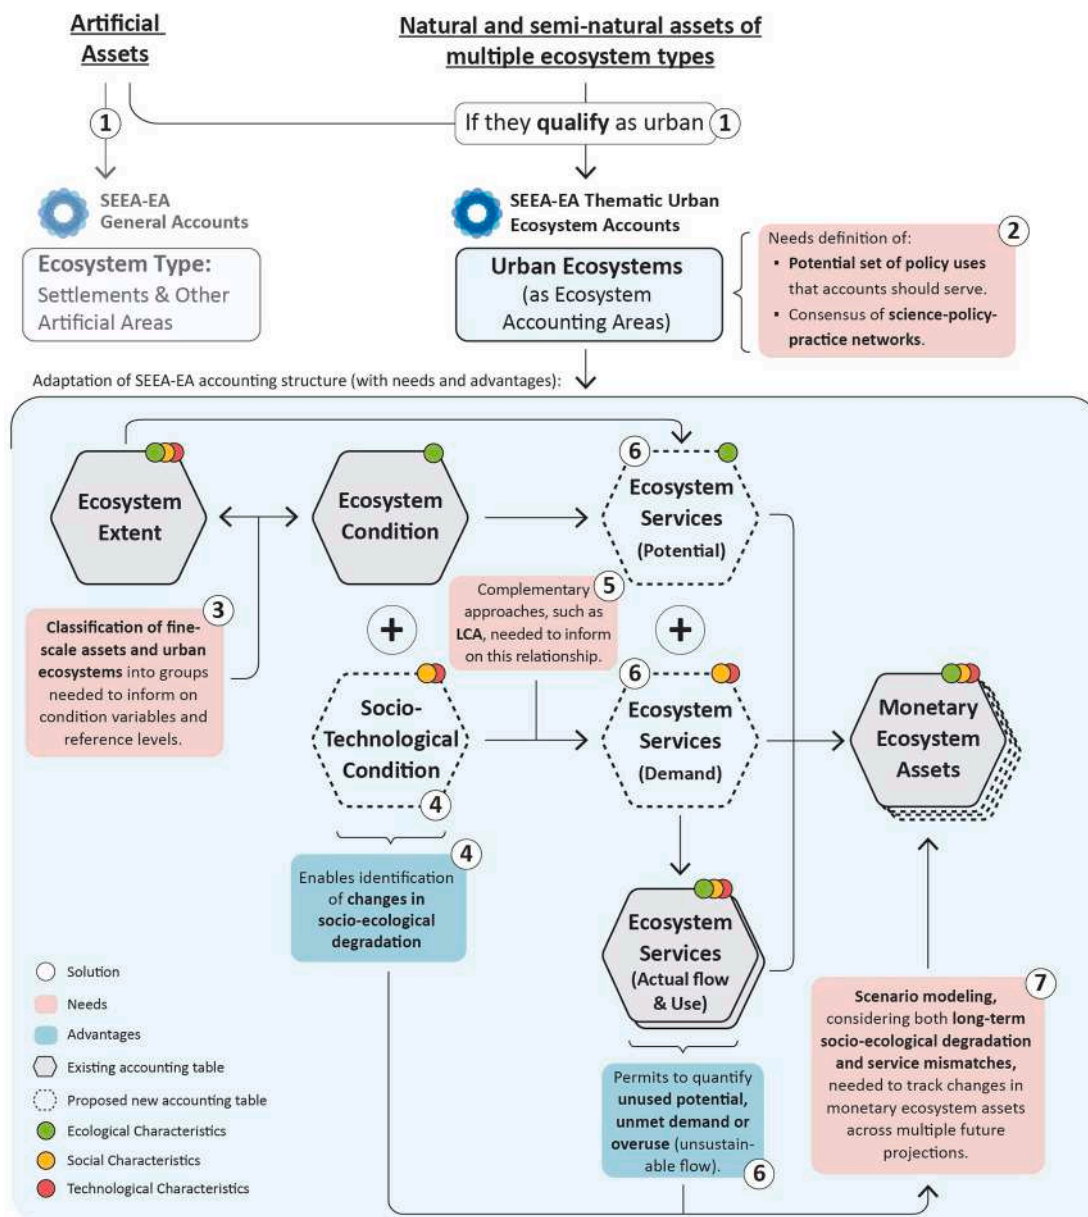 Artificial
Assets
Natural and semi-natural assets of
multiple ecosystem types
1
If they qualify as urban
1
SEEA-EA
General Accounts
SEEA-EA Thematic Urban
Ecosystem Accounts
Ecosystem Type:
Settlements & Other
Artificial Areas
Urban Ecosystems
(as Ecosystem
Accounting Areas)
2
Needs definition of:
▪ Potential set of policy uses
that accounts should serve.
▪ Consensus of science-policy-
practice networks.
Adaptation of SEEA-EA accounting structure (with needs and advantages):
Ecosystem
Extent
Ecosystem
Condition
6
Ecosystem
Services
(Potential)
3
Classification of fine-
scale assets and urban
ecosystems into groups
needed to inform on
condition variables and
reference levels.
+
5
Complementary
approaches, such as
LCA, needed to inform
on this relationship.
+
Socio-
Technological
Condition
4
6
Ecosystem
Services
(Demand)
Monetary
Ecosystem
Assets
4
Enables identification
of changes in
socio-ecological
degradation
Ecosystem
Services
(Actual flow
& Use)
Permits to quantify
unused potential,
unmet demand or
overuse (unsustain-
able flow).
6
7
Scenario modeling,
considering both long-term
socio-ecological degradation
and service mismatches,
needed to track changes in
monetary ecosystem assets
across multiple future
projections.
Solution
Needs
Advantages
Existing accounting table
Proposed new accounting table
Ecological Characteristics
Social Characteristics
Technological Characteristics